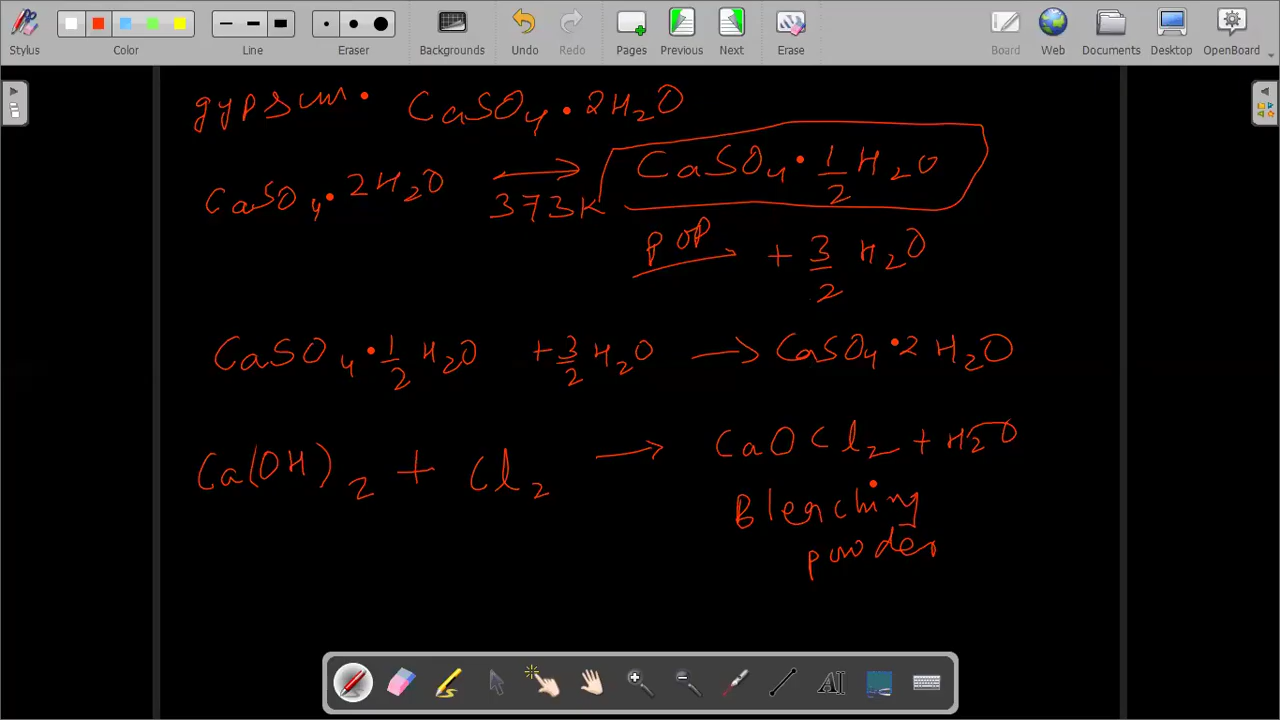 Stylus Color Line Eraser Backgrounds Undo Redo Pages Previous Next Erase Board Web Documents Desktop OpenBoard
gypsum. CaSO₄·2H₂O
CaSO₄·2H₂O ⟷ 373K CaSO₄·1/2 H₂O
POP + 3/2 H₂O
CaSO₄·1/2 H₂O + 3/2 H₂O → CaSO₄·2H₂O
Ca(OH)₂ + Cl₂ → CaOCl₂ + H₂O
Bleaching
powder
AI